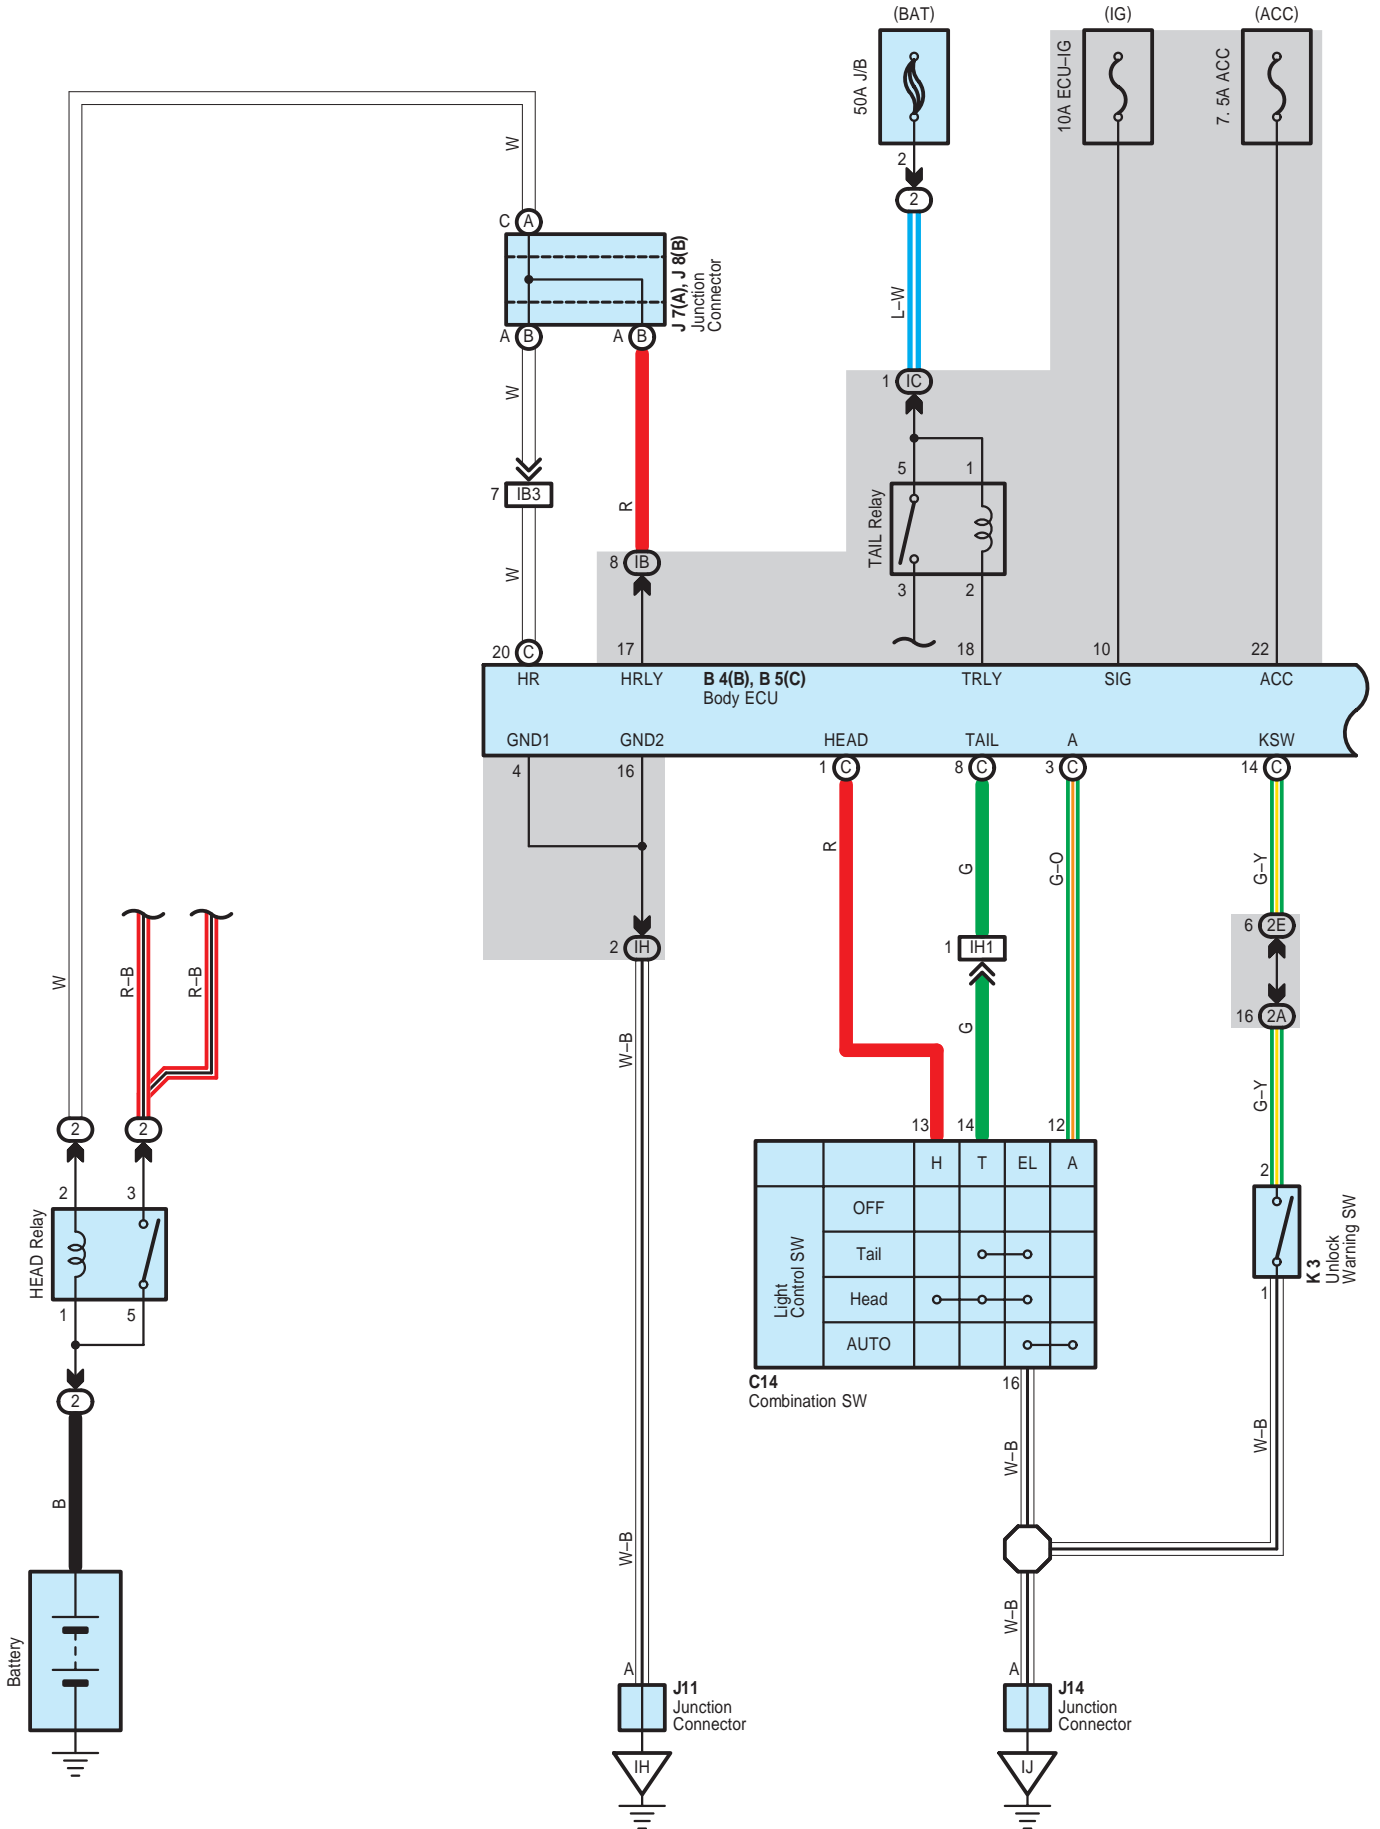 (BAT)
(IG)
(ACC)
50A J/B
10A ECU–IG
7. 5A ACC
2
2
W
C
A
J 7(A), J 8(B)
Junction
Connector
A
B
A
B
L–W
1
IC
W
R
7
IB3
5
1
TAIL Relay
8
IB
W
3
2
20
C
17
18
10
22
HR
HRLY
B 4(B), B 5(C)
Body ECU
TRLY
SIG
ACC
GND1
GND2
HEAD
TAIL
A
KSW
4
16
1
C
8
C
3
C
14
C
R
G
G–O
G–Y
6
2E
2
IH
1
IH1
W
R–B
R–B
16
2A
G
W–B
G–Y
2
2
13
14
12
H
T
EL
A
2
3
2
HEAD Relay
OFF
Tail
Light
Control SW
Head
AUTO
K 3
Unlock
Warning SW
1
5
1
2
C14
Combination SW
16
B
W–B
W–B
W–B
W–B
Battery
A
J11
Junction
Connector
A
J14
Junction
Connector
IH
IJ